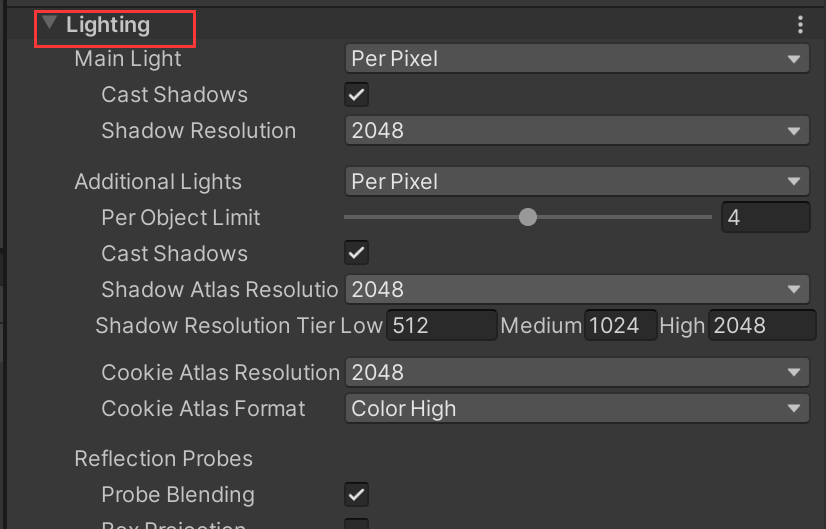 Lighting
Main Light Per Pixel
Cast Shadows
Shadow Resolution 2048
Additional Lights Per Pixel
Per Object Limit 4
Cast Shadows
Shadow Atlas Resolutio 2048
Shadow Resolution Tier Low 512 Medium 1024 High 2048
Cookie Atlas Resolution 2048
Cookie Atlas Format Color High
Reflection Probes
Probe Blending
Box Projection